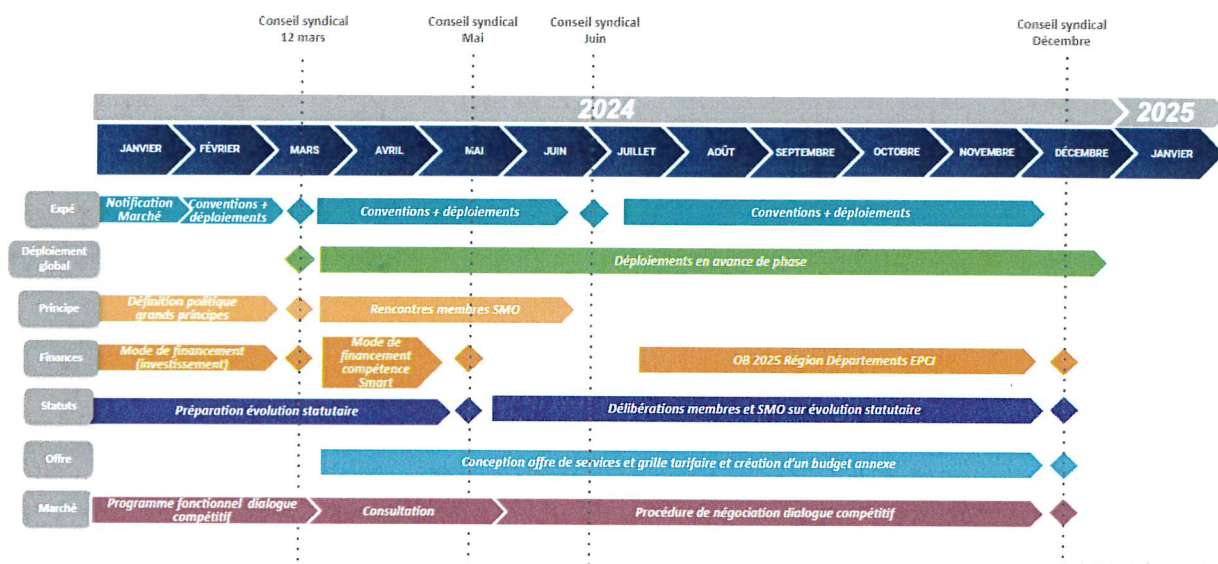 Conseil syndical
12 mars
Conseil syndical
Mai
Conseil syndical
Juin
Conseil syndical
Décembre
2024
2025
JANVIER
FÉVRIER
MARS
AVRIL
MAI
JUIN
JUILLET
AOÛT
SEPTEMBRE
OCTOBRE
NOVEMBRE
DÉCEMBRE
JANVIER
Expé
Notification
Marché
Conventions +
déploiements
Conventions + déploiements
Conventions + déploiements
Déploiement
global
Déploiements en avance de phase
Principe
Définition politique
grands principes
Rencontres membres SMO
Finances
Mode de financement
(investissement)
Mode de
financement
compétence
Smart
OB 2025 Région Départements EPCI
Statuts
Préparation évolution statutaire
Délibérations membres et SMO sur évolution statutaire
Offre
Conception offre de services et grille tarifaire et création d'un budget annexe
Marché
Programme fonctionnel dialogue
compétitif
Consultation
Procédure de négociation dialogue compétitif